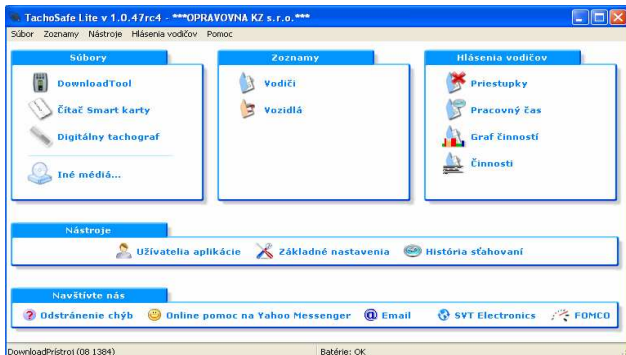 TachoSafe Lite v 1.0.47rc4 - ***OPRAVOVNA KZ s.r.o.***
Súbor Zoznamy Nástroje Hlásenia vodičov Pomoc
Súbory
DownloadTool
Čítač Smart karty
Digitálny tachograf
Iné médiá...
Zoznamy
Vodiči
Vozidlá
Hlásenia vodičov
Priestupky
Pracovný čas
Graf činností
Činnosti
Nástroje
Užívatelia aplikácie Základné nastavenia História sťahovaní
Navštívte nás
Odstránenie chýb Online pomoc na Yahoo Messenger Email SVT Electronics FOMCO
DownloadPrístroj (08 1384) Batérie: OK